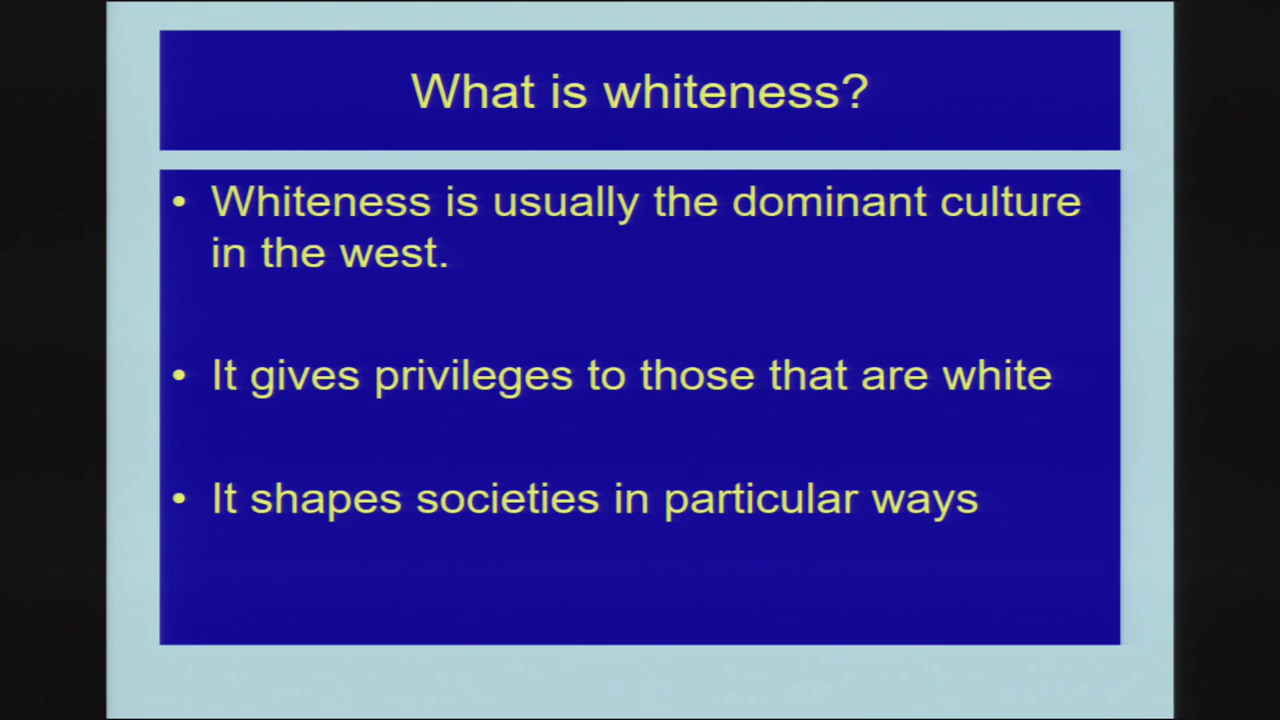 What is whiteness?
• Whiteness is usually the dominant culture
in the west.
• It gives privileges to those that are white
• It shapes societies in particular ways